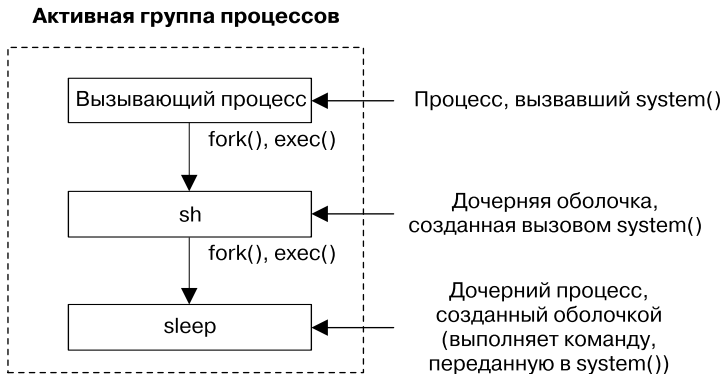 Активная группа процессов
Вызывающий процесс
Процесс, вызвавший system()
fork(), exec()
sh
Дочерняя оболочка,
созданная вызовом system()
fork(), exec()
sleep
Дочерний процесс,
созданный оболочкой
(выполняет команду,
переданную в system())